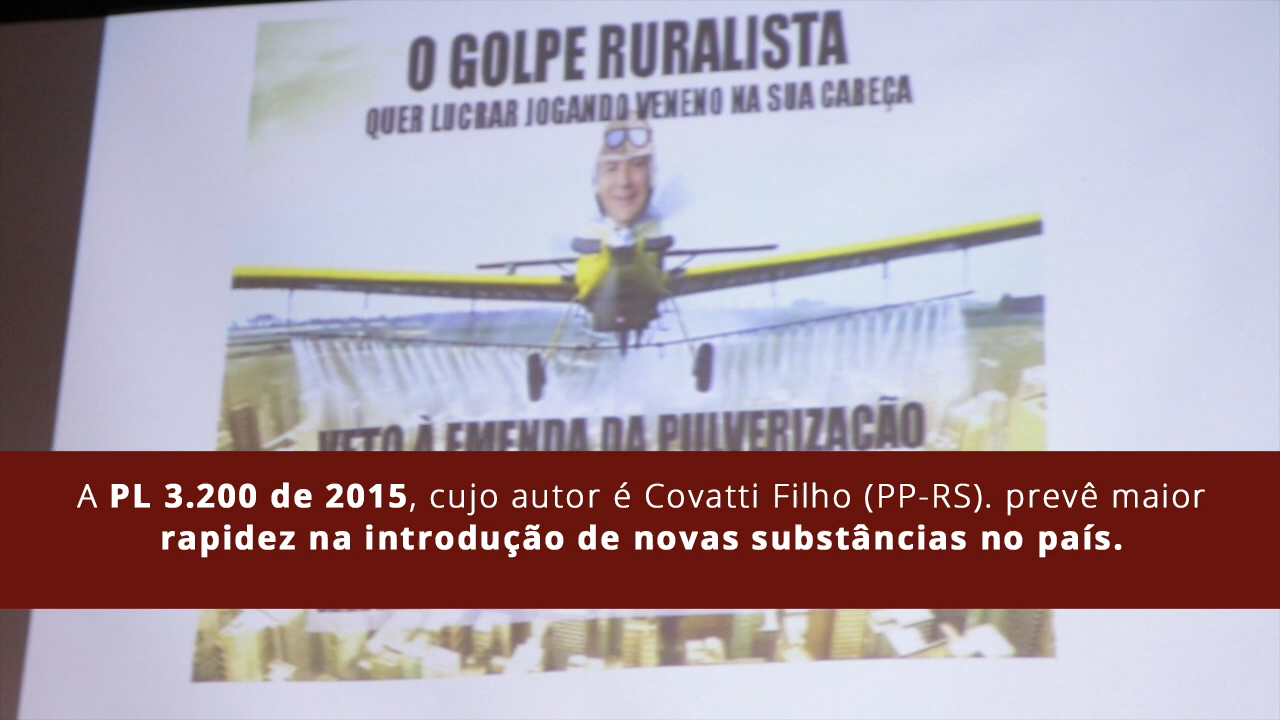 O GOLPE RURALISTA
QUER LUCRAR JOGANDO VENENO NA SUA CABEÇA
VETO À EMENDA DA PULVERIZAÇÃO
A PL 3.200 de 2015, cujo autor é Covatti Filho (PP-RS). prevê maior
rapidez na introdução de novas substâncias no país.